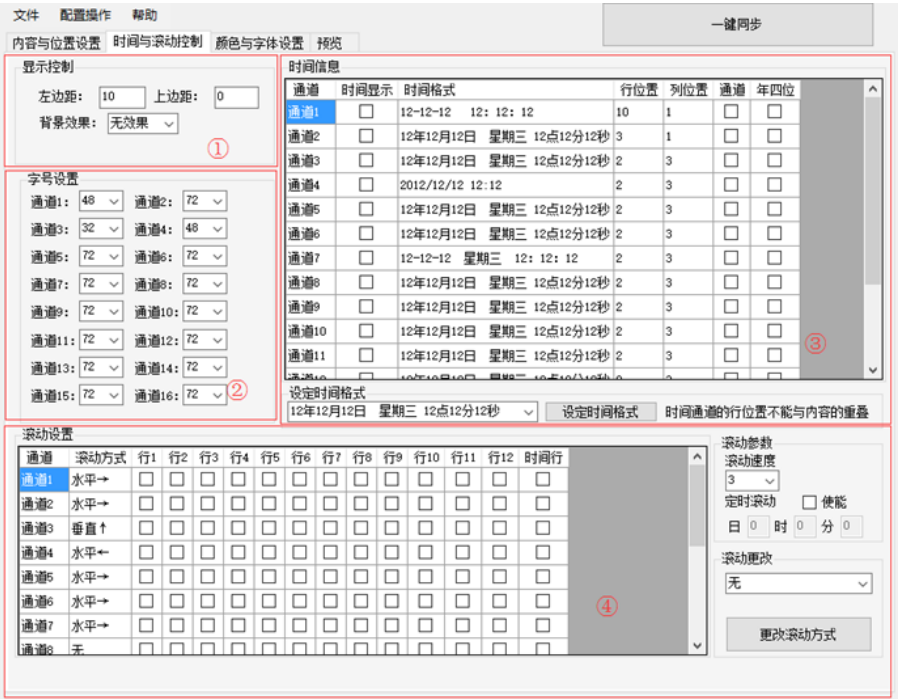 文件 配置操作 帮助
一键同步
内容与位置设置 时间与滚动控制 颜色与字体设置 预览
显示控制
左边距: 10 上边距: 0
背景效果: 无效果
①
字号设置
通道1: 48 通道2: 72
通道3: 32 通道4: 48
通道5: 72 通道6: 72
通道7: 72 通道8: 72
通道9: 72 通道10: 72
通道11: 72 通道12: 72
通道13: 72 通道14: 72
通道15: 72 通道16: 72
②
时间信息
通道 时间显示 时间格式 行位置 列位置 通道 年四位
通道1 12-12-12 12: 12: 12 10 1
通道2 12年12月12日 星期三 12点12分12秒 3 1
通道3 12年12月12日 星期三 12点12分12秒 2 3
通道4 2012/12/12 12:12 2 3
通道5 12年12月12日 星期三 12点12分12秒 2 3
通道6 12年12月12日 星期三 12点12分12秒 2 3
通道7 12-12-12 星期三 12: 12: 12 2 3
通道8 12年12月12日 星期三 12点12分12秒 2 3
通道9 12年12月12日 星期三 12点12分12秒 2 3
通道10 12年12月12日 星期三 12点12分12秒 2 3
通道11 12年12月12日 星期三 12点12分12秒 2 3
③
设定时间格式
12年12月12日 星期三 12点12分12秒 设定时间格式 时间通道的行位置不能与内容的重叠
滚动设置
通道 滚动方式 行1 行2 行3 行4 行5 行6 行7 行8 行9 行10 行11 行12 时间行
通道1 水平→
通道2 水平→
通道3 垂直↑
通道4 水平←
通道5 水平→
通道6 水平→
通道7 水平→
通道8 无
④
滚动参数
滚动速度
3
定时滚动 使能
日 0 时 0 分 0
滚动更改
无
更改滚动方式